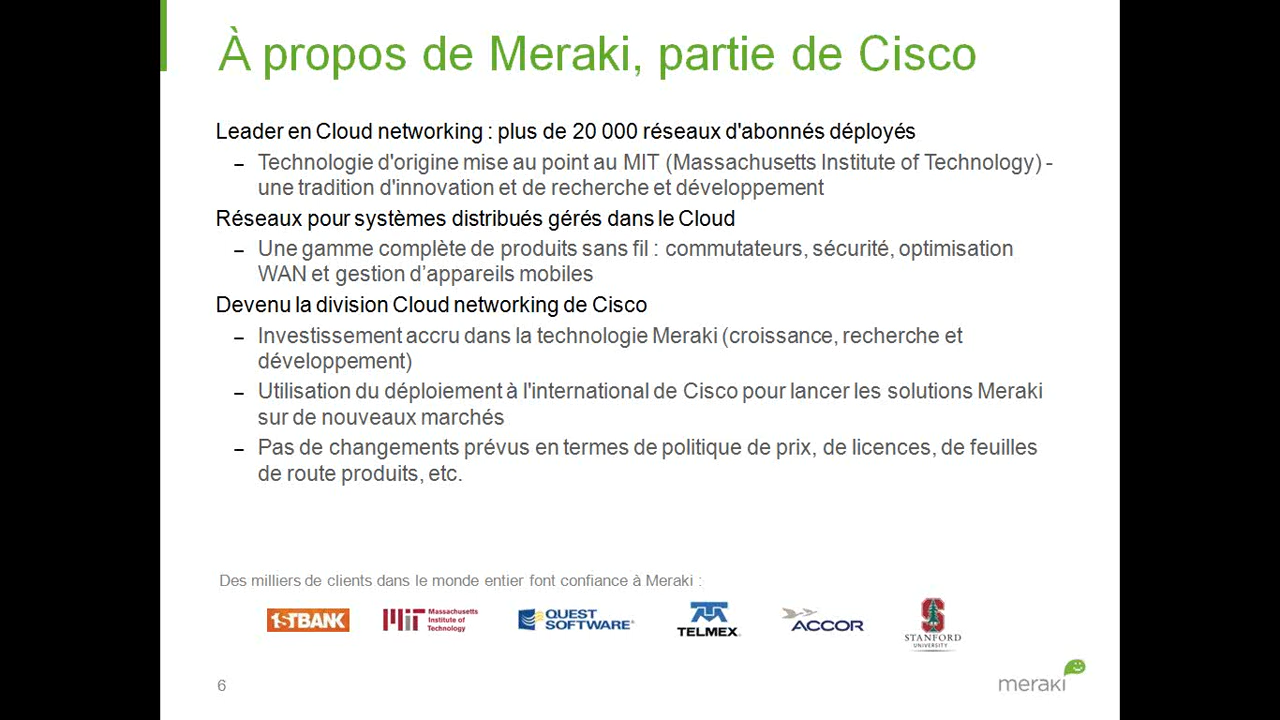 À propos de Meraki, partie de Cisco
Leader en Cloud networking : plus de 20 000 réseaux d'abonnés déployés
– Technologie d'origine mise au point au MIT (Massachusetts Institute of Technology) -
une tradition d'innovation et de recherche et développement
Réseaux pour systèmes distribués gérés dans le Cloud
– Une gamme complète de produits sans fil : commutateurs, sécurité, optimisation
WAN et gestion d’appareils mobiles
Devenu la division Cloud networking de Cisco
– Investissement accru dans la technologie Meraki (croissance, recherche et
développement)
– Utilisation du déploiement à l'international de Cisco pour lancer les solutions Meraki
sur de nouveaux marchés
– Pas de changements prévus en termes de politique de prix, de licences, de feuilles
de route produits, etc.
Des milliers de clients dans le monde entier font confiance à Meraki :
1STBANK
MIT Massachusetts
Institute of
Technology
QUEST
SOFTWARE
TELMEX
ACCOR
S
STANFORD
UNIVERSITY
6
meraki